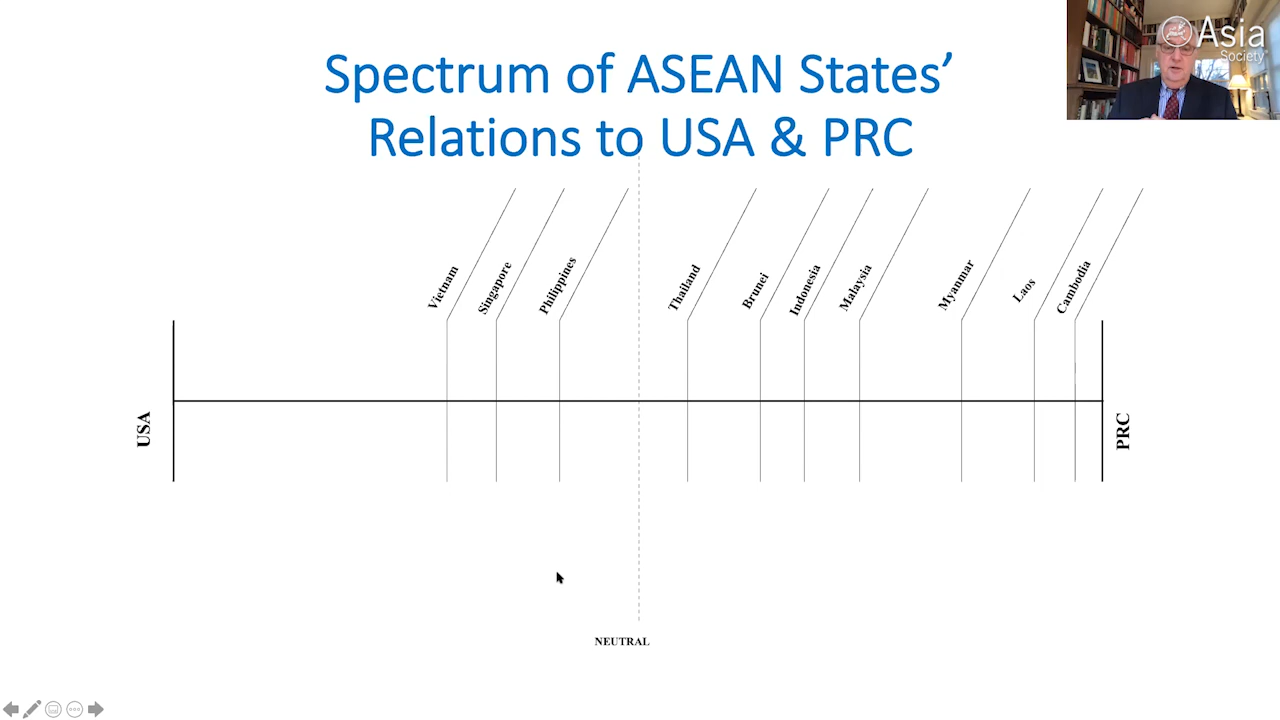 Spectrum of ASEAN States’
Relations to USA & PRC
Asia
Society
Vietnam
Singapore
Philippines
Thailand
Brunei
Indonesia
Malaysia
Myanmar
Laos
Cambodia
USA
PRC
NEUTRAL